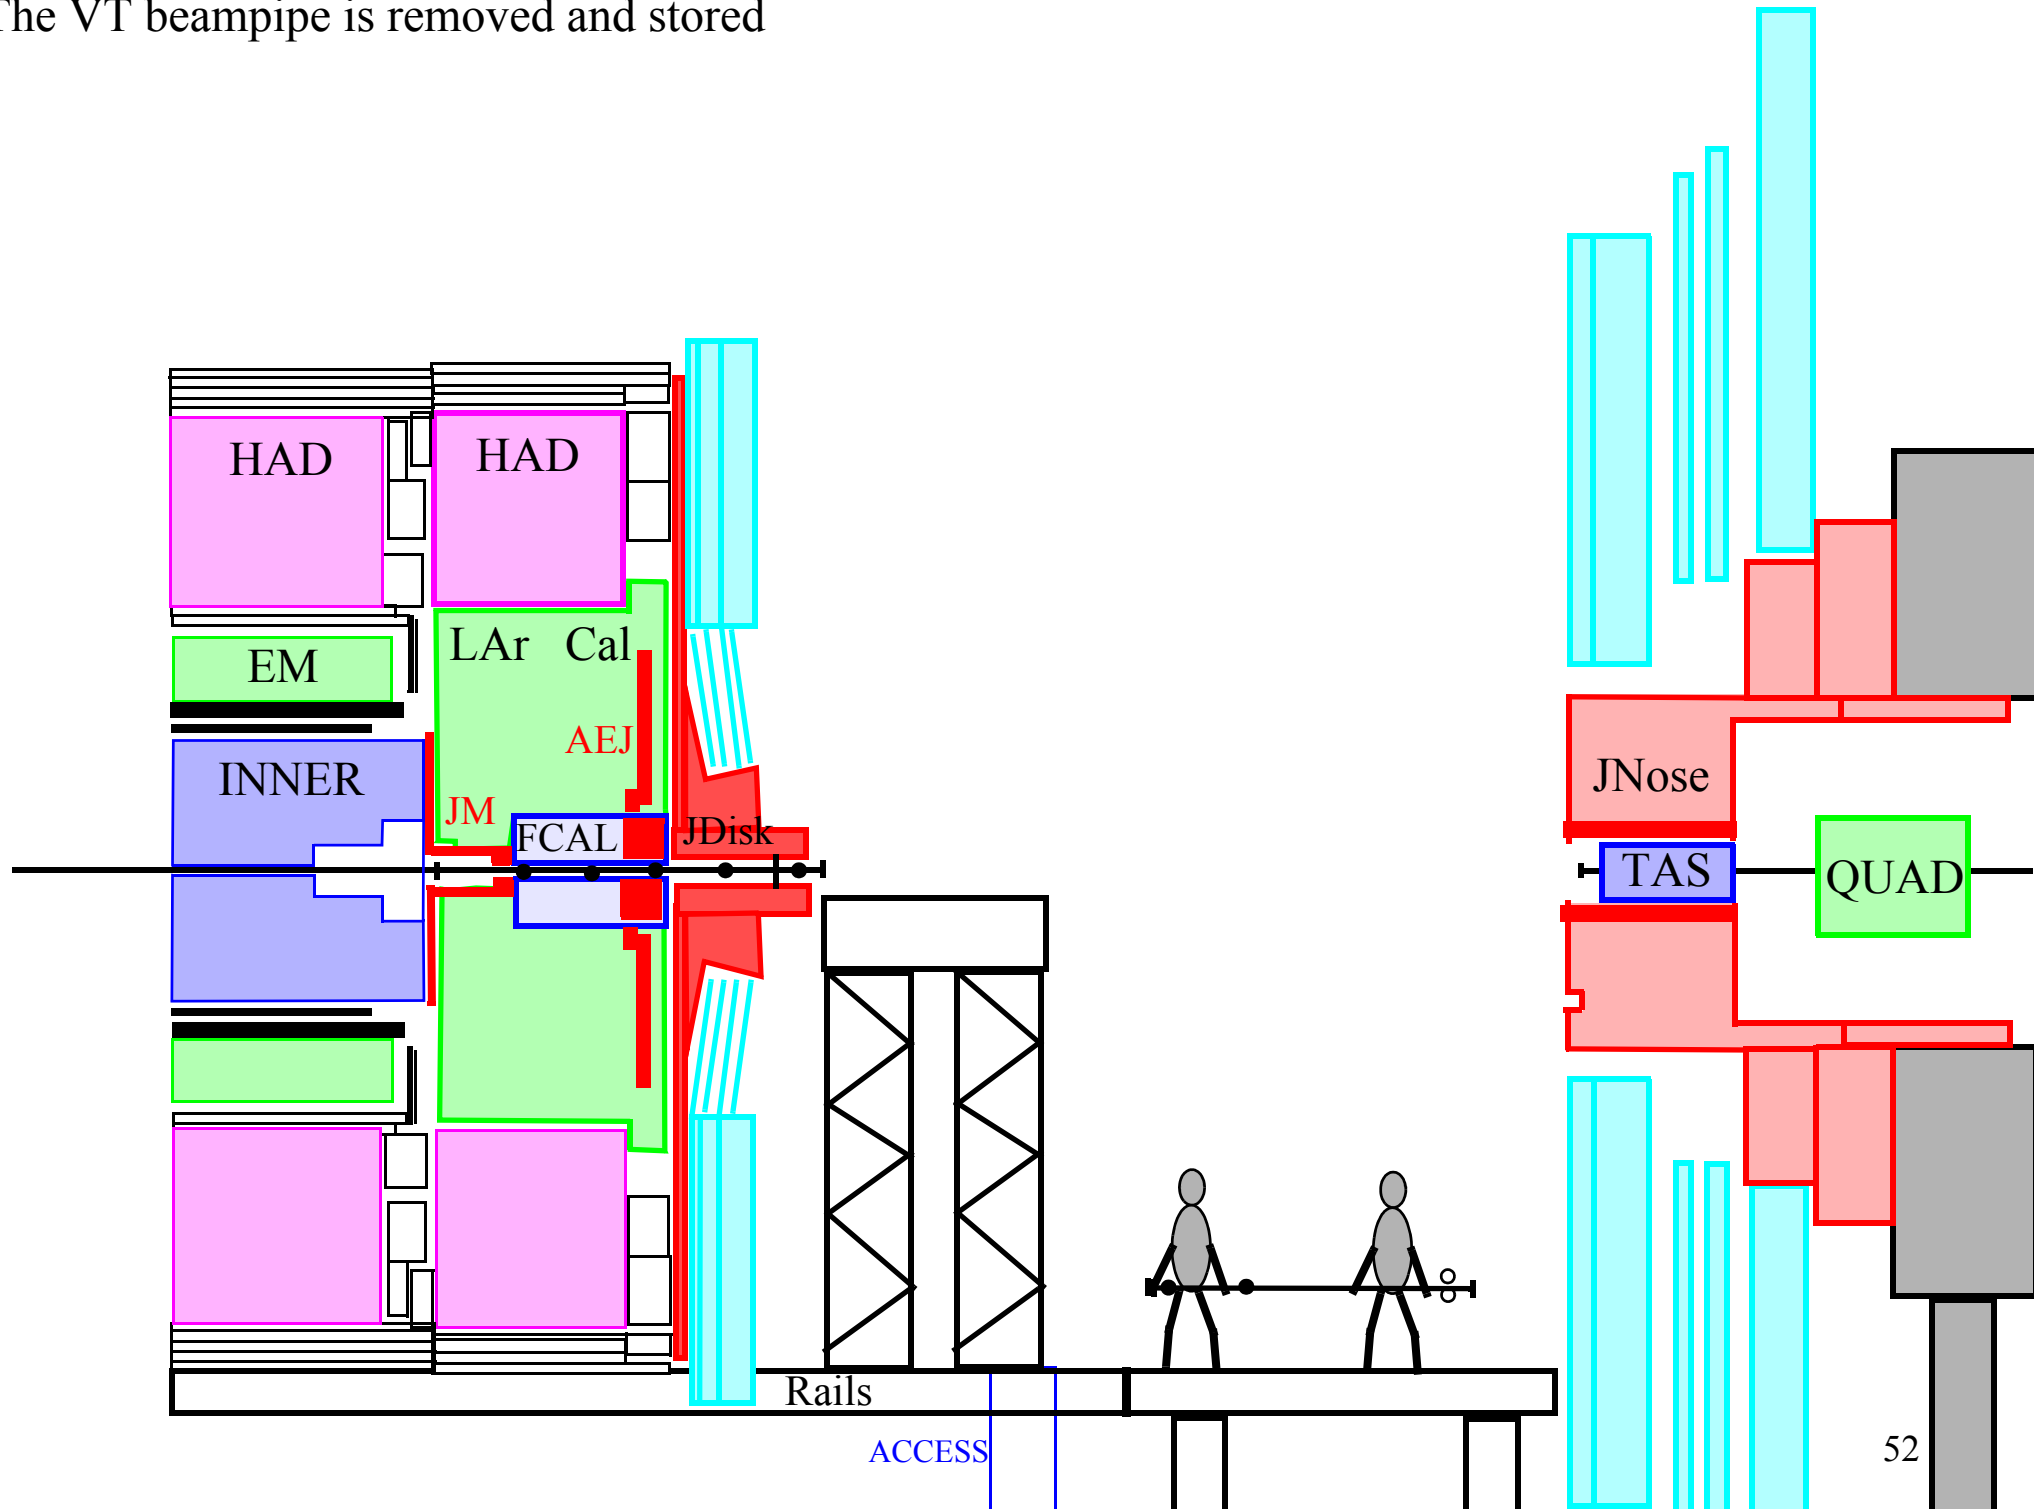 The VT beampipe is removed and stored
HAD
HAD
LAr Cal
EM
AEJ
INNER
JM
FCAL
JDisk
JNose
TAS
QUAD
Rails
ACCESS
52